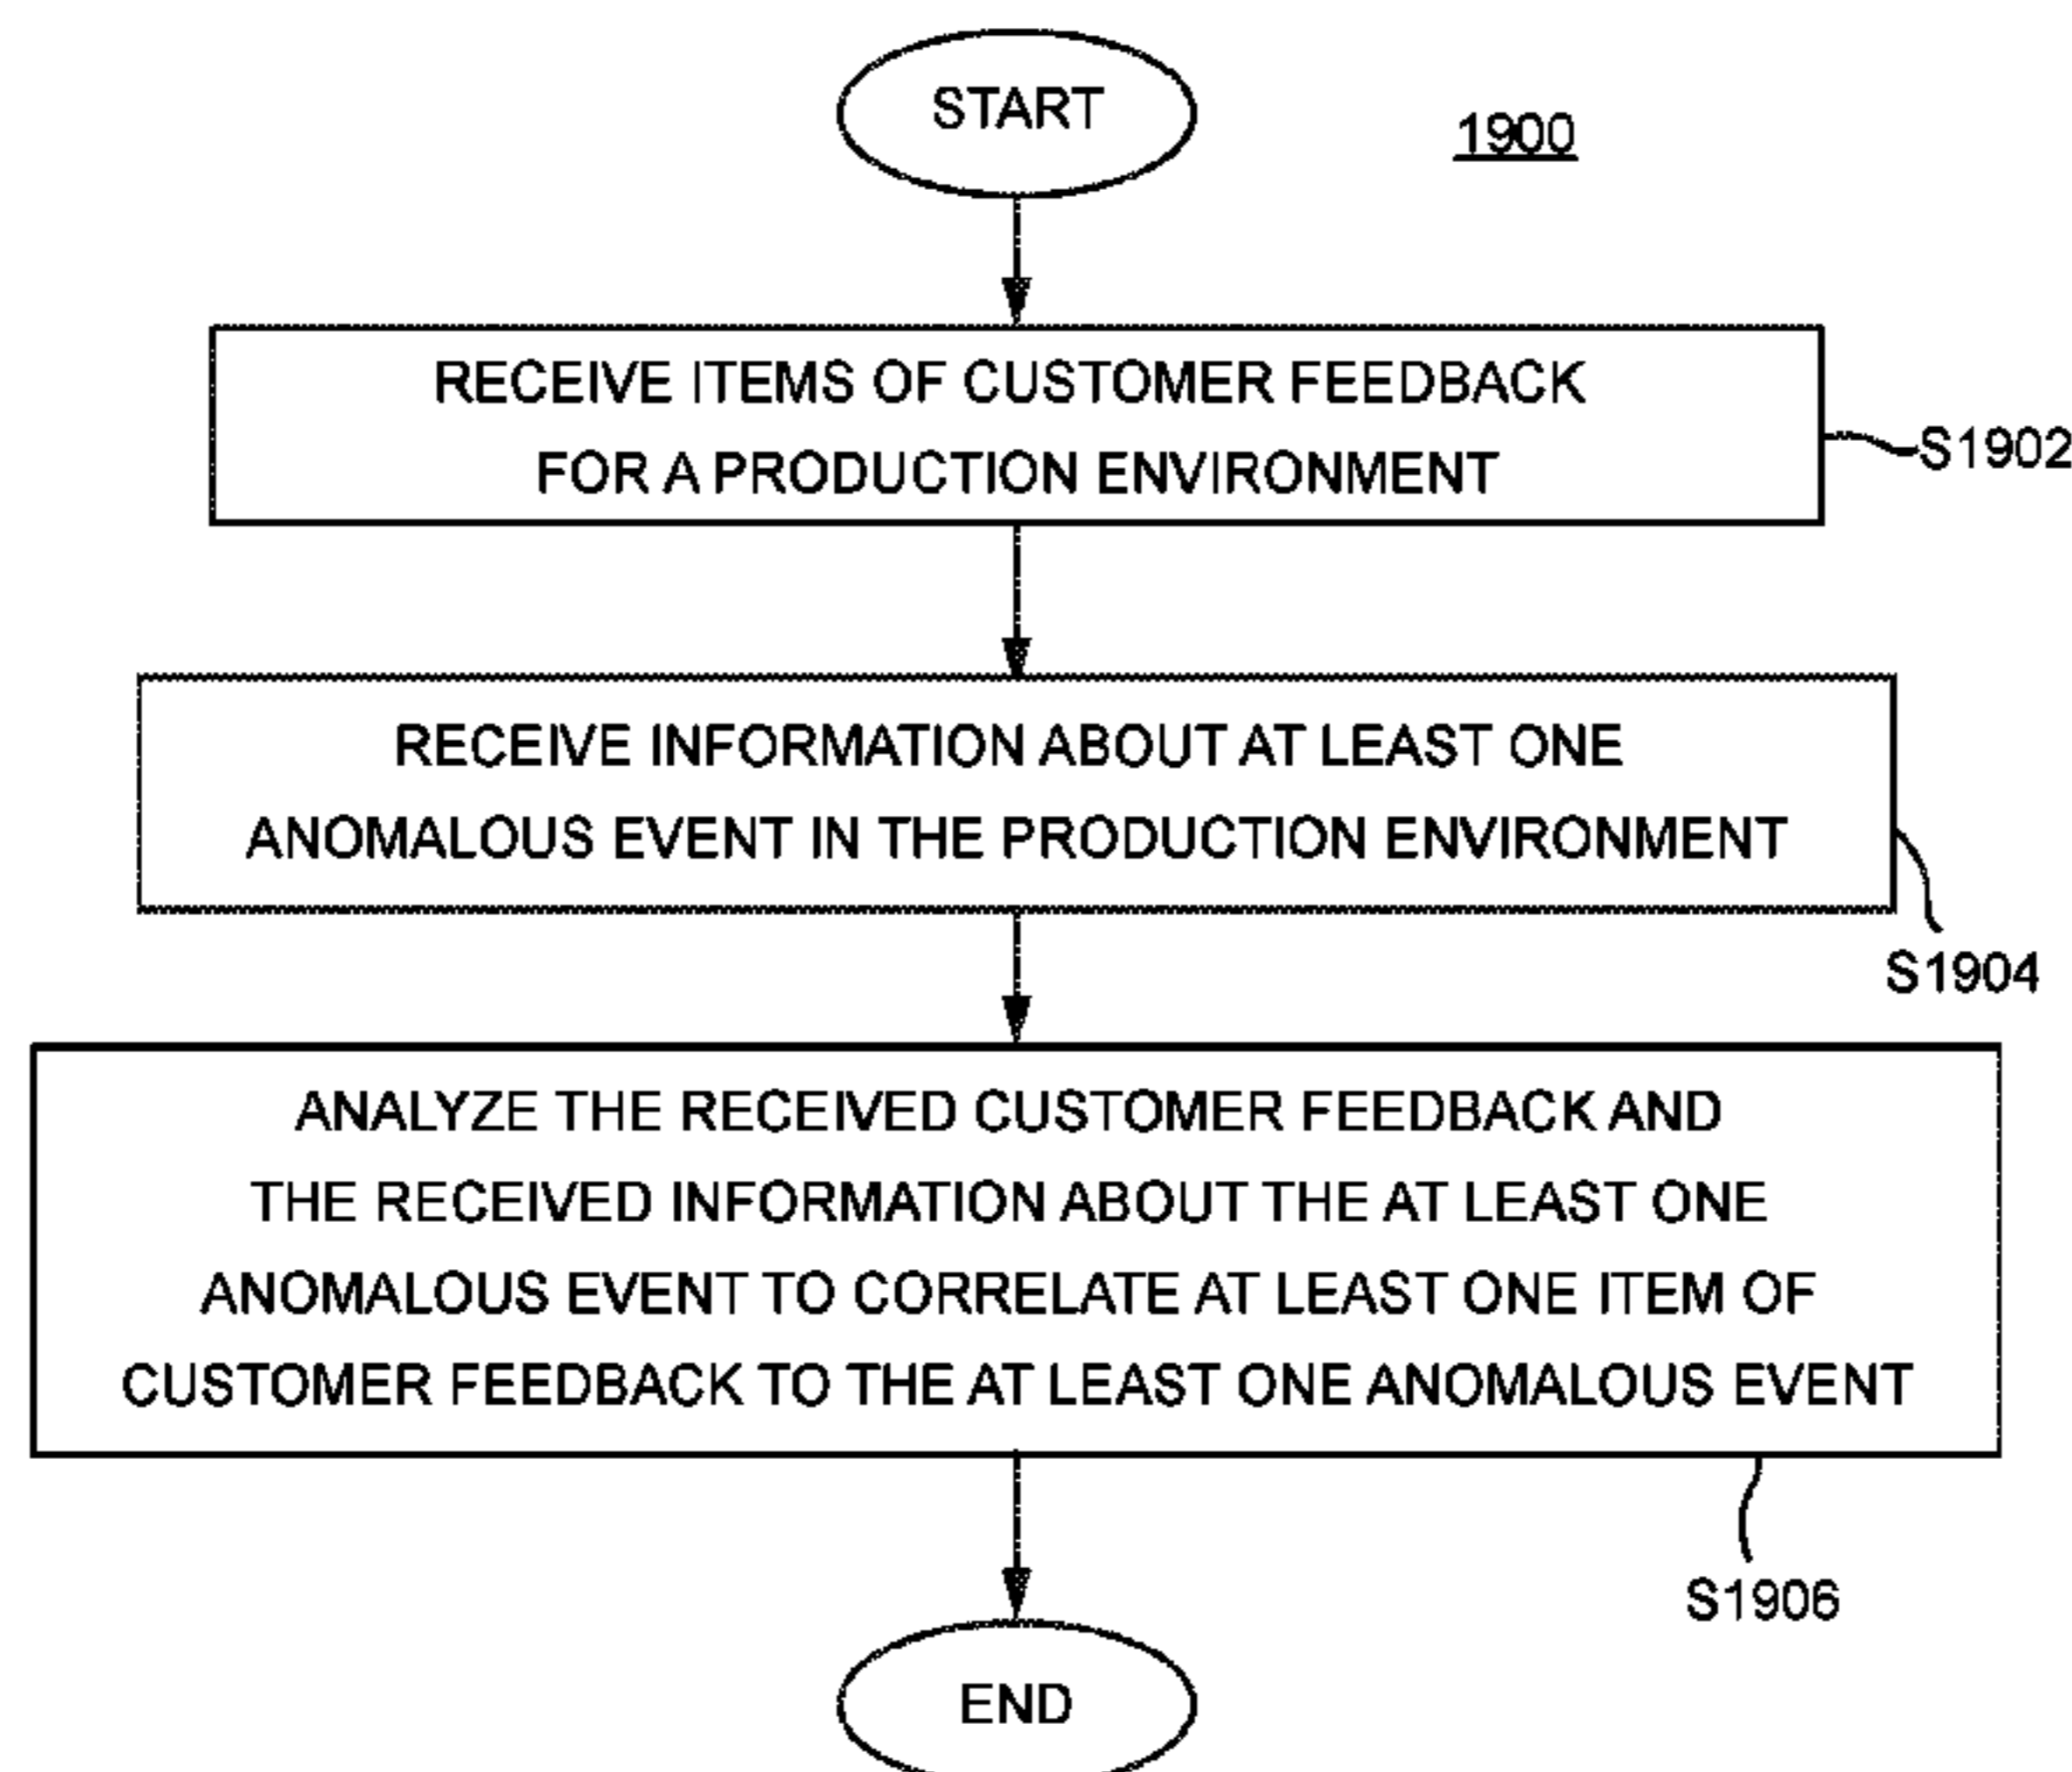 START
1900
RECEIVE ITEMS OF CUSTOMER FEEDBACK
FOR A PRODUCTION ENVIRONMENT
S1902
RECEIVE INFORMATION ABOUT AT LEAST ONE
ANOMALOUS EVENT IN THE PRODUCTION ENVIRONMENT
S1904
ANALYZE THE RECEIVED CUSTOMER FEEDBACK AND
THE RECEIVED INFORMATION ABOUT THE AT LEAST ONE
ANOMALOUS EVENT TO CORRELATE AT LEAST ONE ITEM OF
CUSTOMER FEEDBACK TO THE AT LEAST ONE ANOMALOUS EVENT
S1906
END